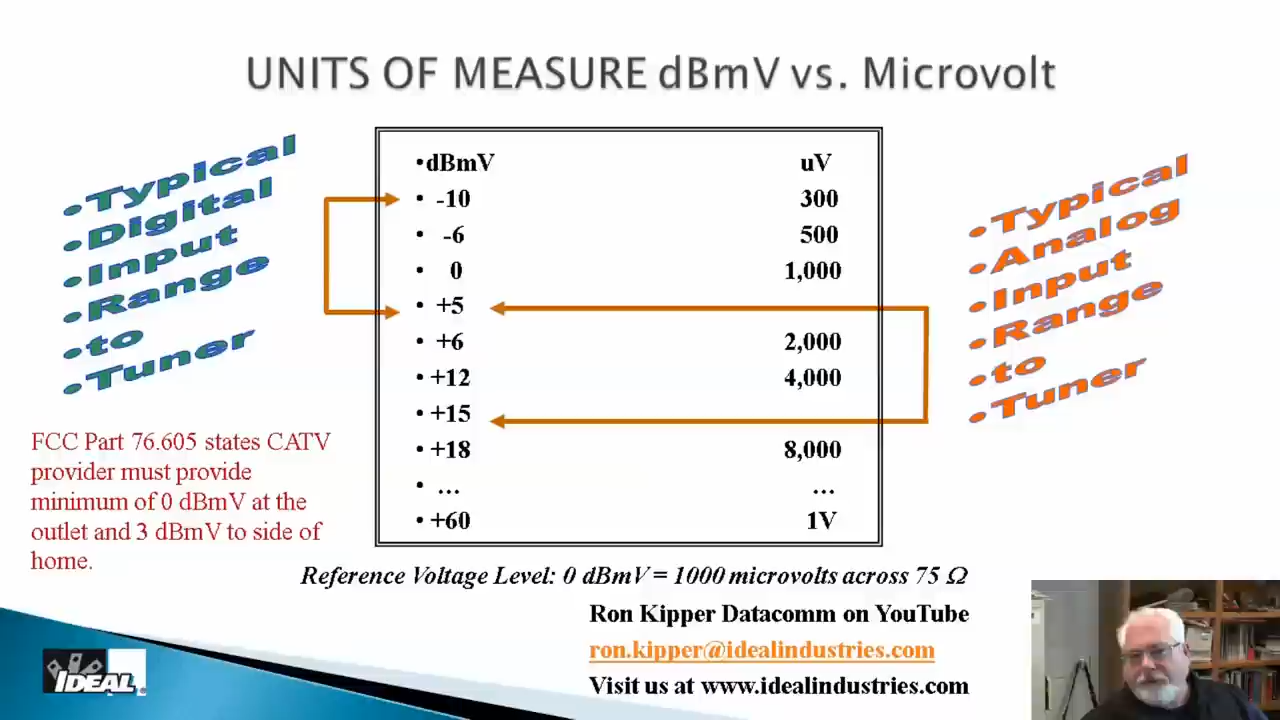 UNITS OF MEASURE dBmV vs. Microvolt
•Typical
•Digital
•Input
•Range
•to
•Tuner
•dBmV uV
• -10 300
• -6 500
• 0 1,000
• +5
• +6 2,000
• +12 4,000
• +15
• +18 8,000
• ... ...
• +60 1V
•Typical
•Analog
•Input
•Range
•to
•Tuner
FCC Part 76.605 states CATV
provider must provide
minimum of 0 dBmV at the
outlet and 3 dBmV to side of
home.
Reference Voltage Level: 0 dBmV = 1000 microvolts across 75 Ω
Ron Kipper Datacomm on YouTube
ron.kipper@idealindustries.com
Visit us at www.idealindustries.com
IDEAL